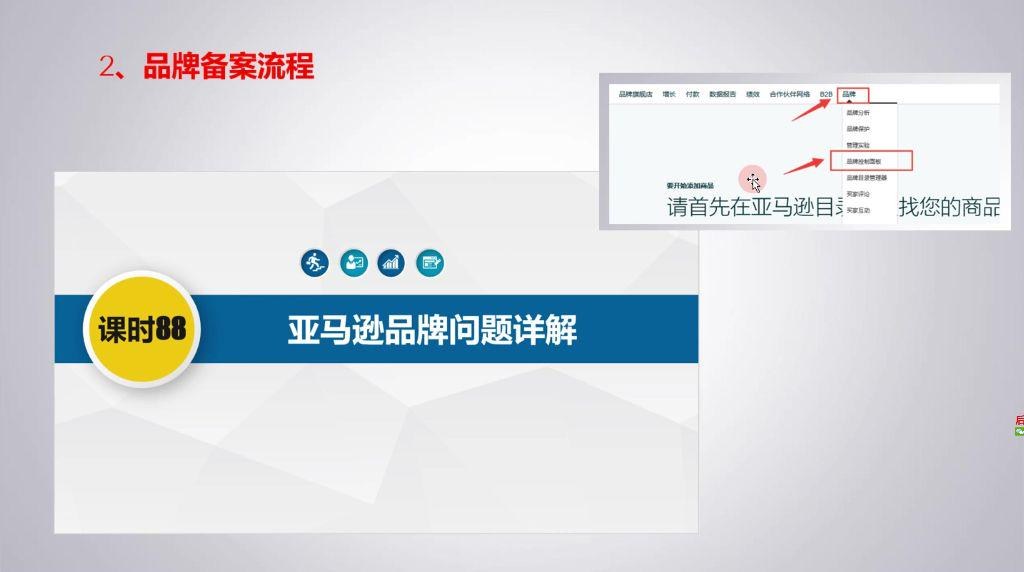 2、品牌备案流程
品牌旗舰店 增长 付款 数据报告 绩效 合作伙伴网络 B2B 品牌
品牌分析
品牌保护
管理实验
品牌控制面板
品牌目录管理器
买家评论
买家互动
要开始添加商品
请首先在亚马逊目录 找您的商品
课时88
亚马逊品牌问题详解
后